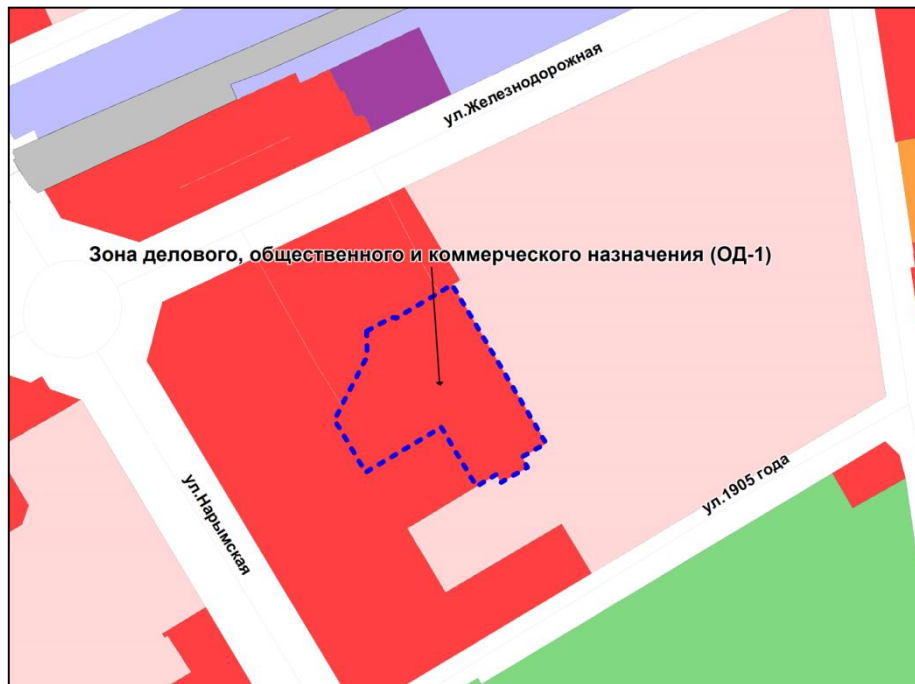 ул.Железнодорожная
Зона делового, общественного и коммерческого назначения (ОД-1)
ул.1905 года
ул.Нарымская